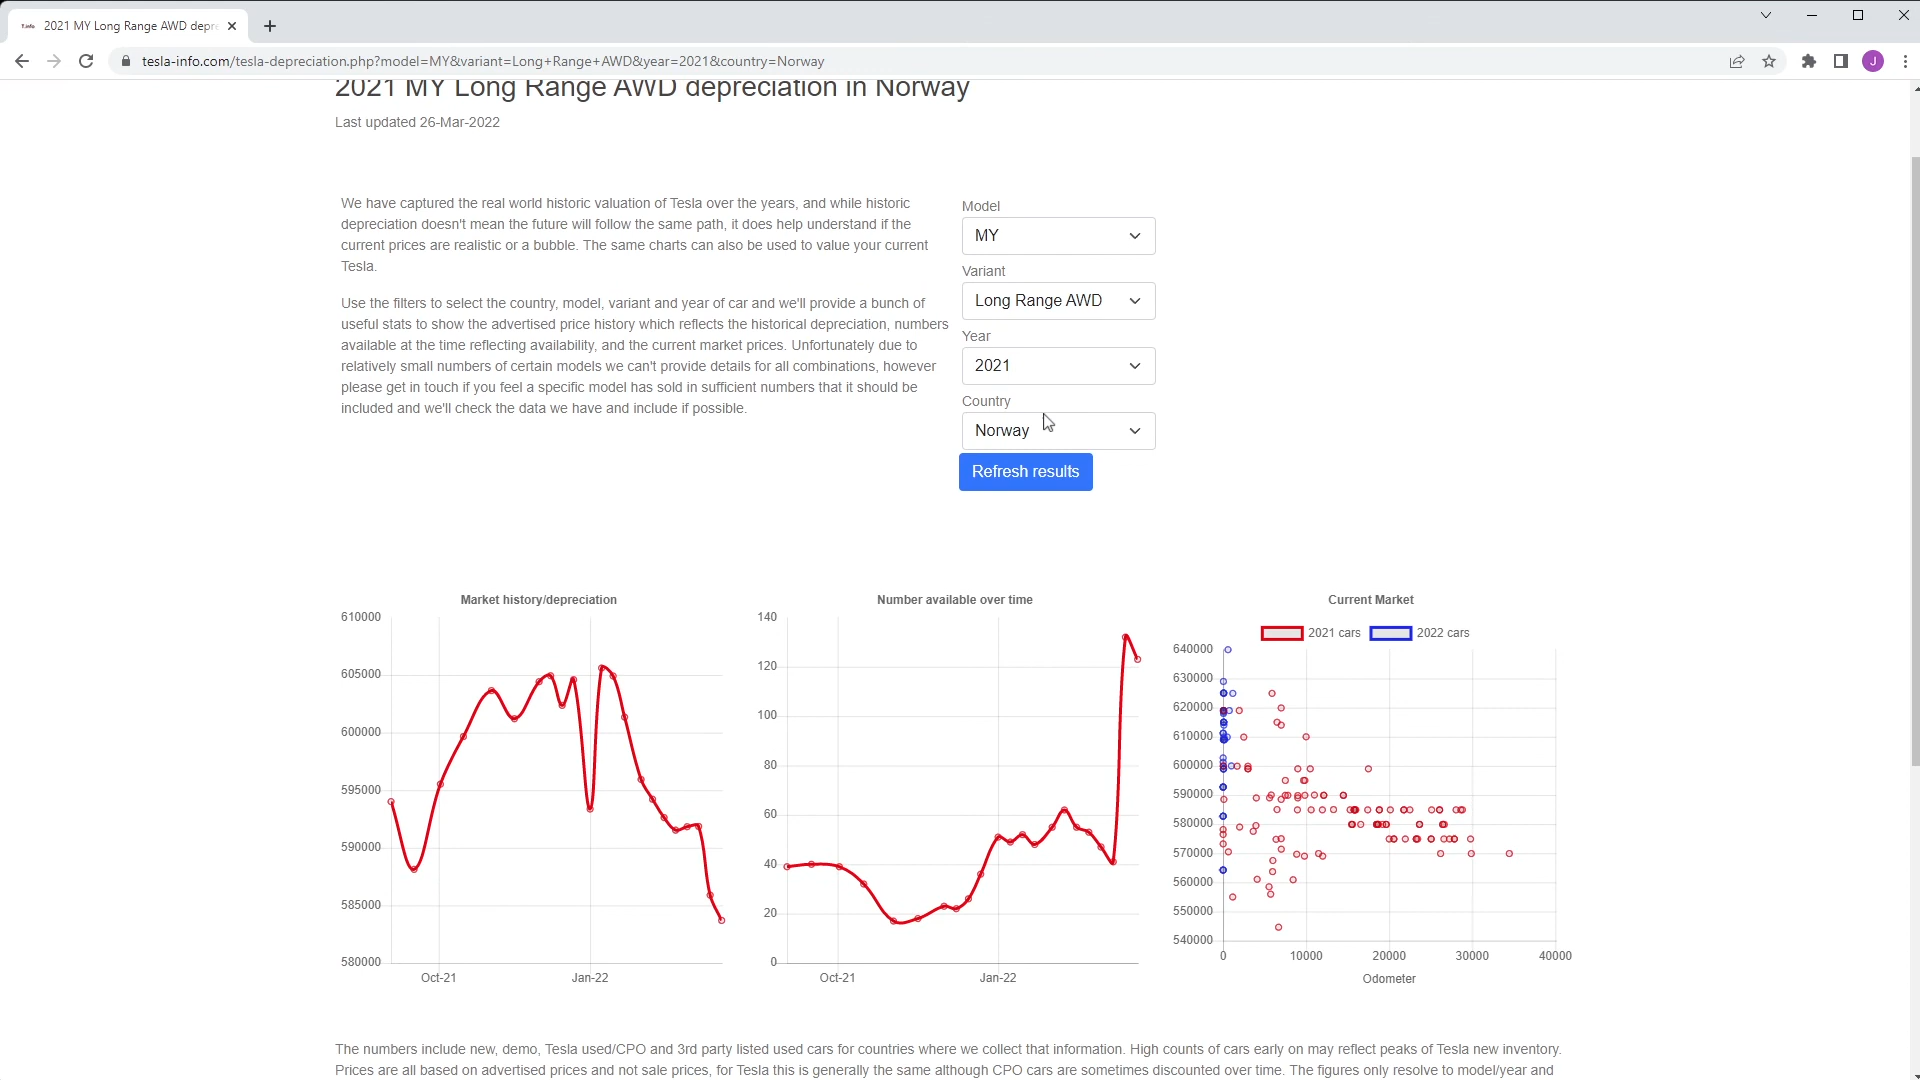 2021 MY Long Range AWD depre
tesla-info.com/tesla-depreciation.php?model=MY&variant=Long+Range+AWD&year=2021&country=Norway
J
2021 MY Long Range AWD depreciation in Norway
Last updated 26-Mar-2022
We have captured the real world historic valuation of Tesla over the years, and while historic
depreciation doesn't mean the future will follow the same path, it does help understand if the
current prices are realistic or a bubble. The same charts can also be used to value your current
Tesla.
Use the filters to select the country, model, variant and year of car and we'll provide a bunch of
useful stats to show the advertised price history which reflects the historical depreciation, numbers
available at the time reflecting availability, and the current market prices. Unfortunately due to
relatively small numbers of certain models we can't provide details for all combinations, however
please get in touch if you feel a specific model has sold in sufficient numbers that it should be
included and we'll check the data we have and include if possible.
Model
MY
Variant
Long Range AWD
Year
2021
Country
Norway
Refresh results
Market history/depreciation
610000
605000
600000
595000
590000
585000
580000
Oct-21 Jan-22
Number available over time
140
120
100
80
60
40
20
0
Oct-21 Jan-22
Current Market
2021 cars 2022 cars
640000
630000
620000
610000
600000
590000
580000
570000
560000
550000
540000
0 10000 20000 30000 40000
Odometer
The numbers include new, demo, Tesla used/CPO and 3rd party listed used cars for countries where we collect that information. High counts of cars early on may reflect peaks of Tesla new inventory.
Prices are all based on advertised prices and not sale prices, for Tesla this is generally the same although CPO cars are sometimes discounted over time. The figures only resolve to model/year and